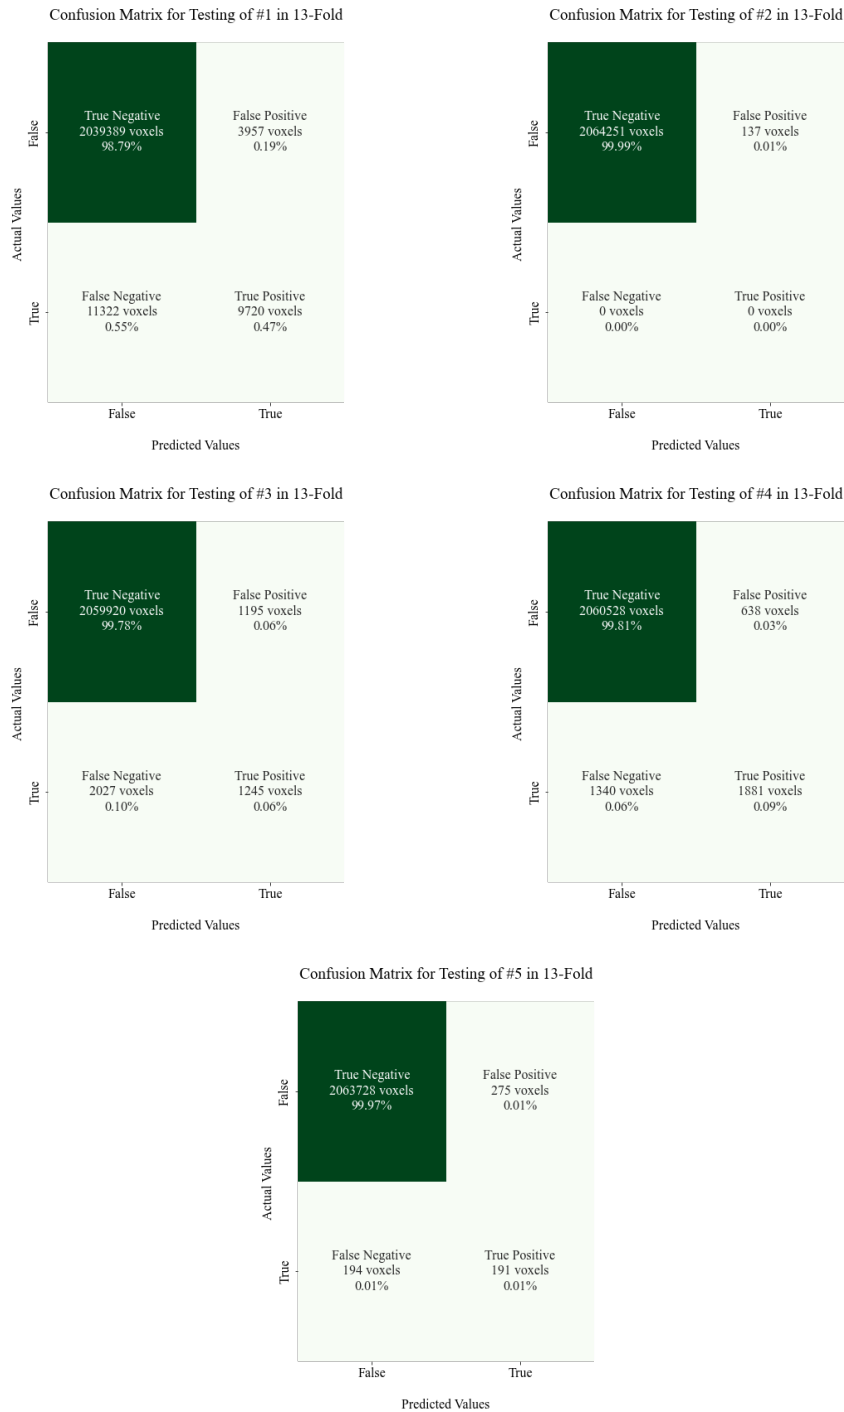 Confusion Matrix for Testing of #1 in 13-Fold
True Negative
2039389 voxels
98.79%
False Positive
3957 voxels
0.19%
False Negative
11322 voxels
0.55%
True Positive
9720 voxels
0.47%
False
True
Actual Values
False
True
Predicted Values
Confusion Matrix for Testing of #2 in 13-Fold
True Negative
2064251 voxels
99.99%
False Positive
137 voxels
0.01%
False Negative
0 voxels
0.00%
True Positive
0 voxels
0.00%
False
True
Actual Values
False
True
Predicted Values
Confusion Matrix for Testing of #3 in 13-Fold
True Negative
2059920 voxels
99.78%
False Positive
1195 voxels
0.06%
False Negative
2027 voxels
0.10%
True Positive
1245 voxels
0.06%
False
True
Actual Values
False
True
Predicted Values
Confusion Matrix for Testing of #4 in 13-Fold
True Negative
2060528 voxels
99.81%
False Positive
638 voxels
0.03%
False Negative
1340 voxels
0.06%
True Positive
1881 voxels
0.09%
False
True
Actual Values
False
True
Predicted Values
Confusion Matrix for Testing of #5 in 13-Fold
True Negative
2063728 voxels
99.97%
False Positive
275 voxels
0.01%
False Negative
194 voxels
0.01%
True Positive
191 voxels
0.01%
False
True
Actual Values
False
True
Predicted Values